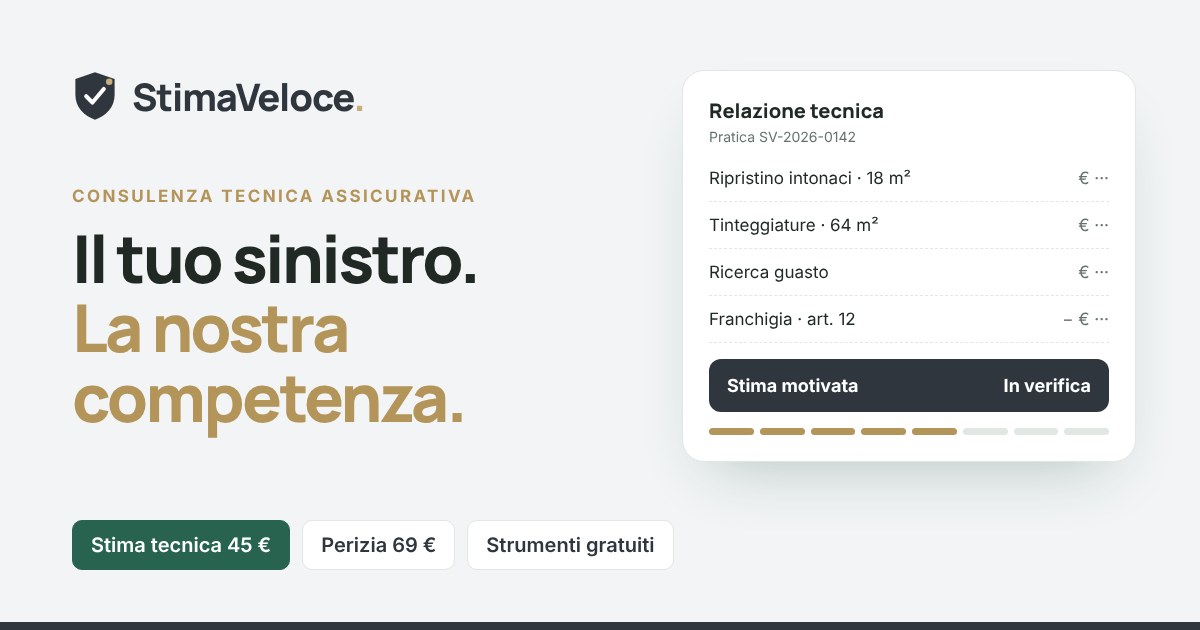 StimaVeloce.
CONSULENZA TECNICA ASSICURATIVA
Il tuo sinistro.
La nostra
competenza.
Stima tecnica 45 €
Perizia 69 €
Strumenti gratuiti
Relazione tecnica
Pratica SV-2026-0142
Ripristino intonaci · 18 m² € ···
Tinteggiature · 64 m² € ···
Ricerca guasto € ···
Franchigia · art. 12 – € ···
Stima motivata In verifica